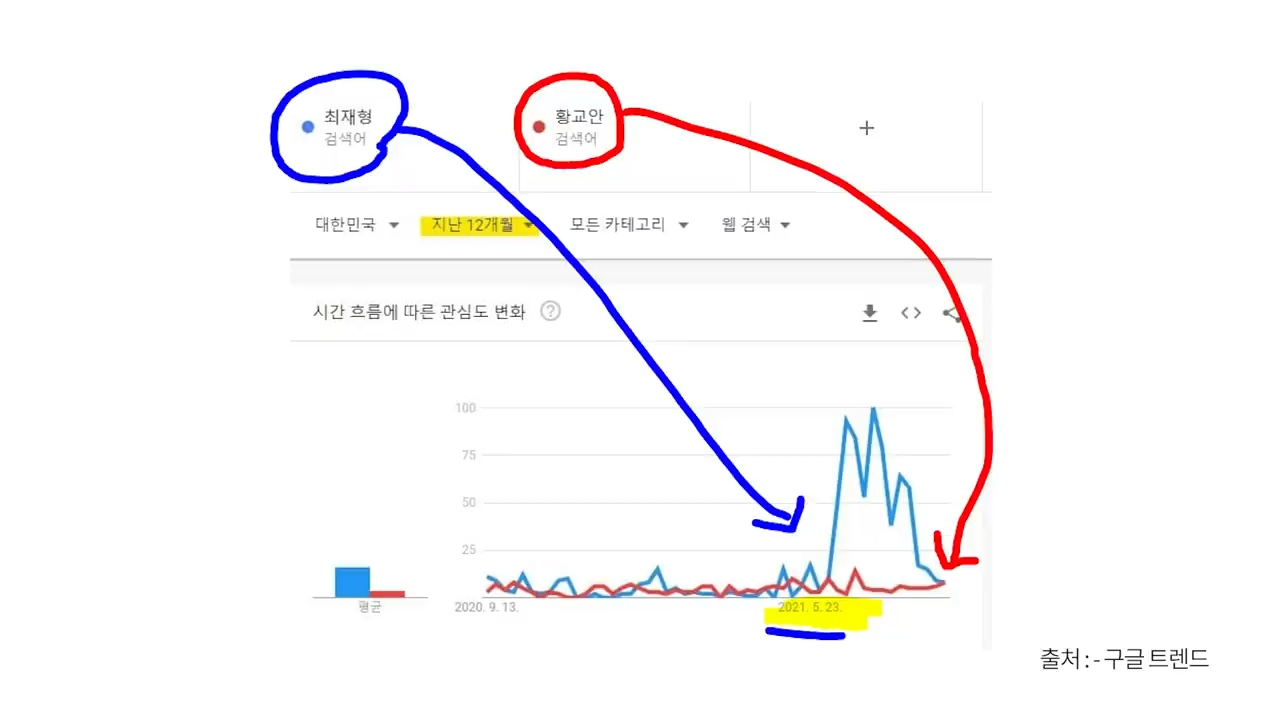 최재형
검색어
황교안
검색어
+
대한민국
지난 12개월
모든 카테고리
웹 검색
시간 흐름에 따른 관심도 변화
?
100
75
50
25
평균
2020. 9. 13.
2021. 5. 23.
출처 : - 구글 트렌드